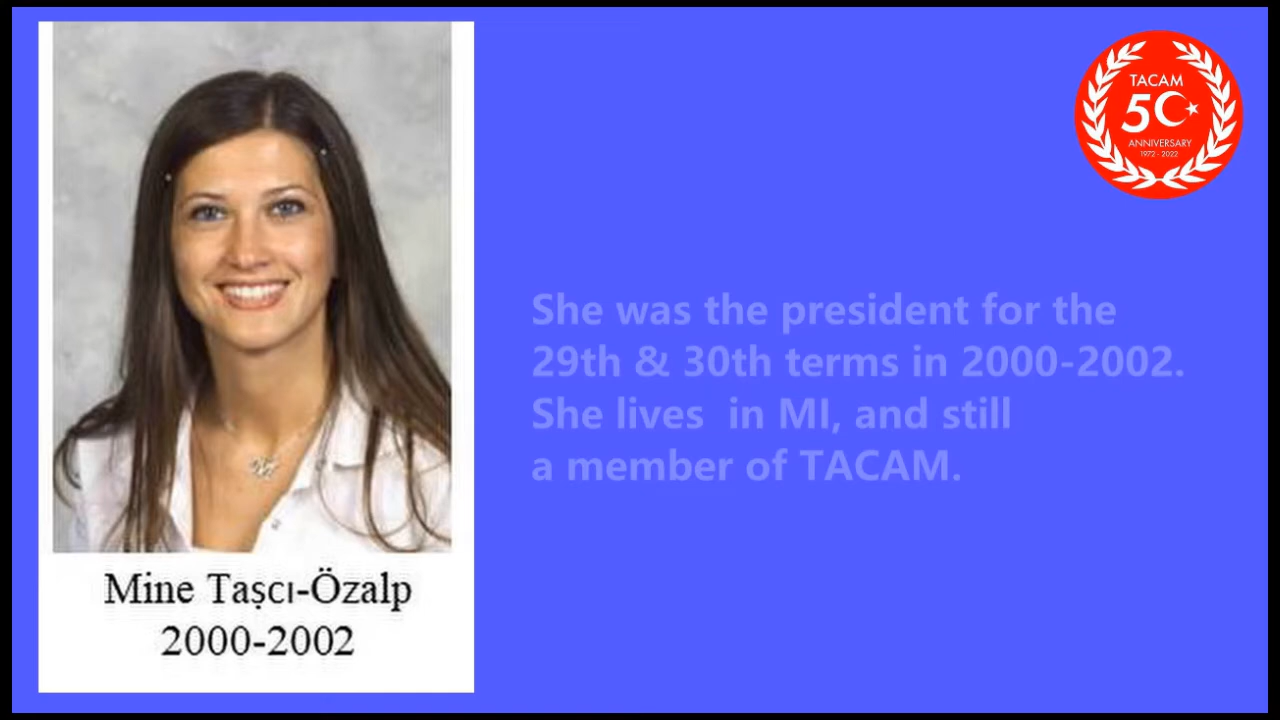 Mine Taşcı-Özalp
2000-2002
She was the president for the
29th & 30th terms in 2000-2002.
She lives  in MI, and still
a member of TACAM.
TACAM
50
ANNIVERSARY
1972 - 2022